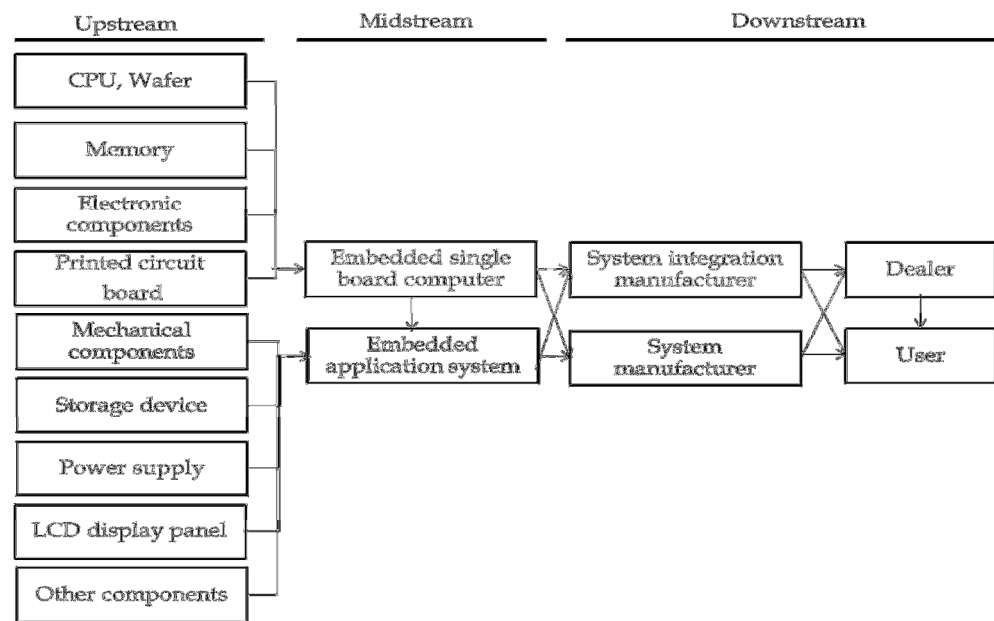 Upstream
Midstream
Downstream
CPU, Wafer
Memory
Electronic
components
Printed circuit
board
Mechanical
components
Storage device
Power supply
LCD display panel
Other components
Embedded single
board computer
Embedded
application system
System integration
manufacturer
System
manufacturer
Dealer
User